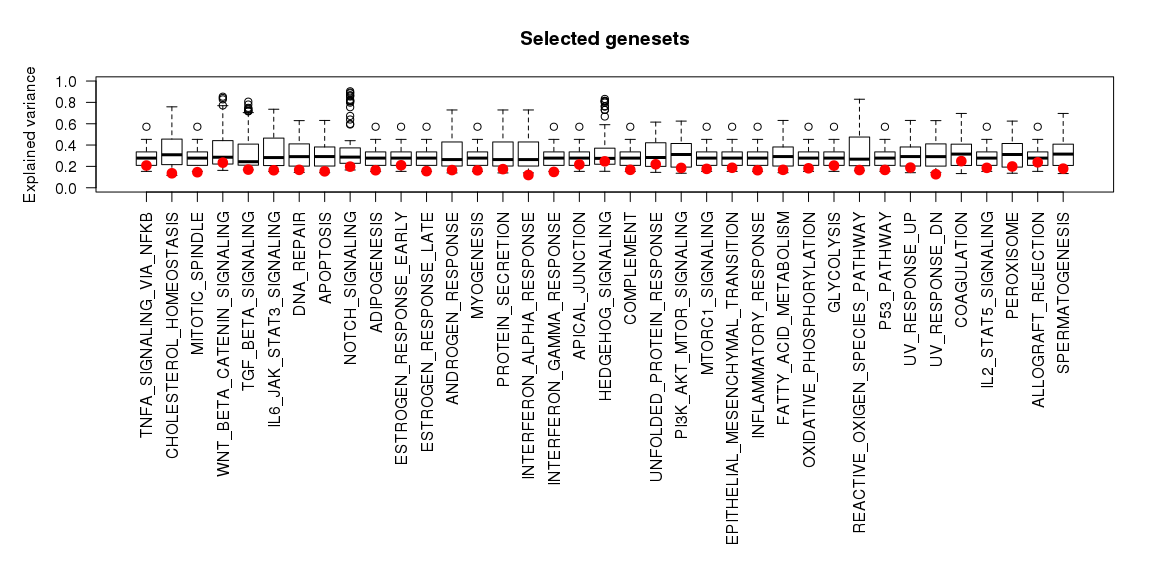 Selected genesets
Explained variance
1.0
0.8
0.6
0.4
0.2
0.0
TNFA_SIGNALING_VIA_NFKB
CHOLESTEROL_HOMEOSTASIS
MITOTIC_SPINDLE
WNT_BETA_CATENIN_SIGNALING
TGF_BETA_SIGNALING
IL6_JAK_STAT3_SIGNALING
DNA_REPAIR
APOPTOSIS
NOTCH_SIGNALING
ADIPOGENESIS
ESTROGEN_RESPONSE_EARLY
ESTROGEN_RESPONSE_LATE
ANDROGEN_RESPONSE
MYOGENESIS
PROTEIN_SECRETION
INTERFERON_ALPHA_RESPONSE
INTERFERON_GAMMA_RESPONSE
APICAL_JUNCTION
HEDGEHOG_SIGNALING
COMPLEMENT
UNFOLDED_PROTEIN_RESPONSE
PI3K_AKT_MTOR_SIGNALING
MTORC1_SIGNALING
EPITHELIAL_MESENCHYMAL_TRANSITION
INFLAMMATORY_RESPONSE
FATTY_ACID_METABOLISM
OXIDATIVE_PHOSPHORYLATION
GLYCOLYSIS
REACTIVE_OXIGEN_SPECIES_PATHWAY
P53_PATHWAY
UV_RESPONSE_UP
UV_RESPONSE_DN
COAGULATION
IL2_STAT5_SIGNALING
PEROXISOME
ALLOGRAFT_REJECTION
SPERMATOGENESIS